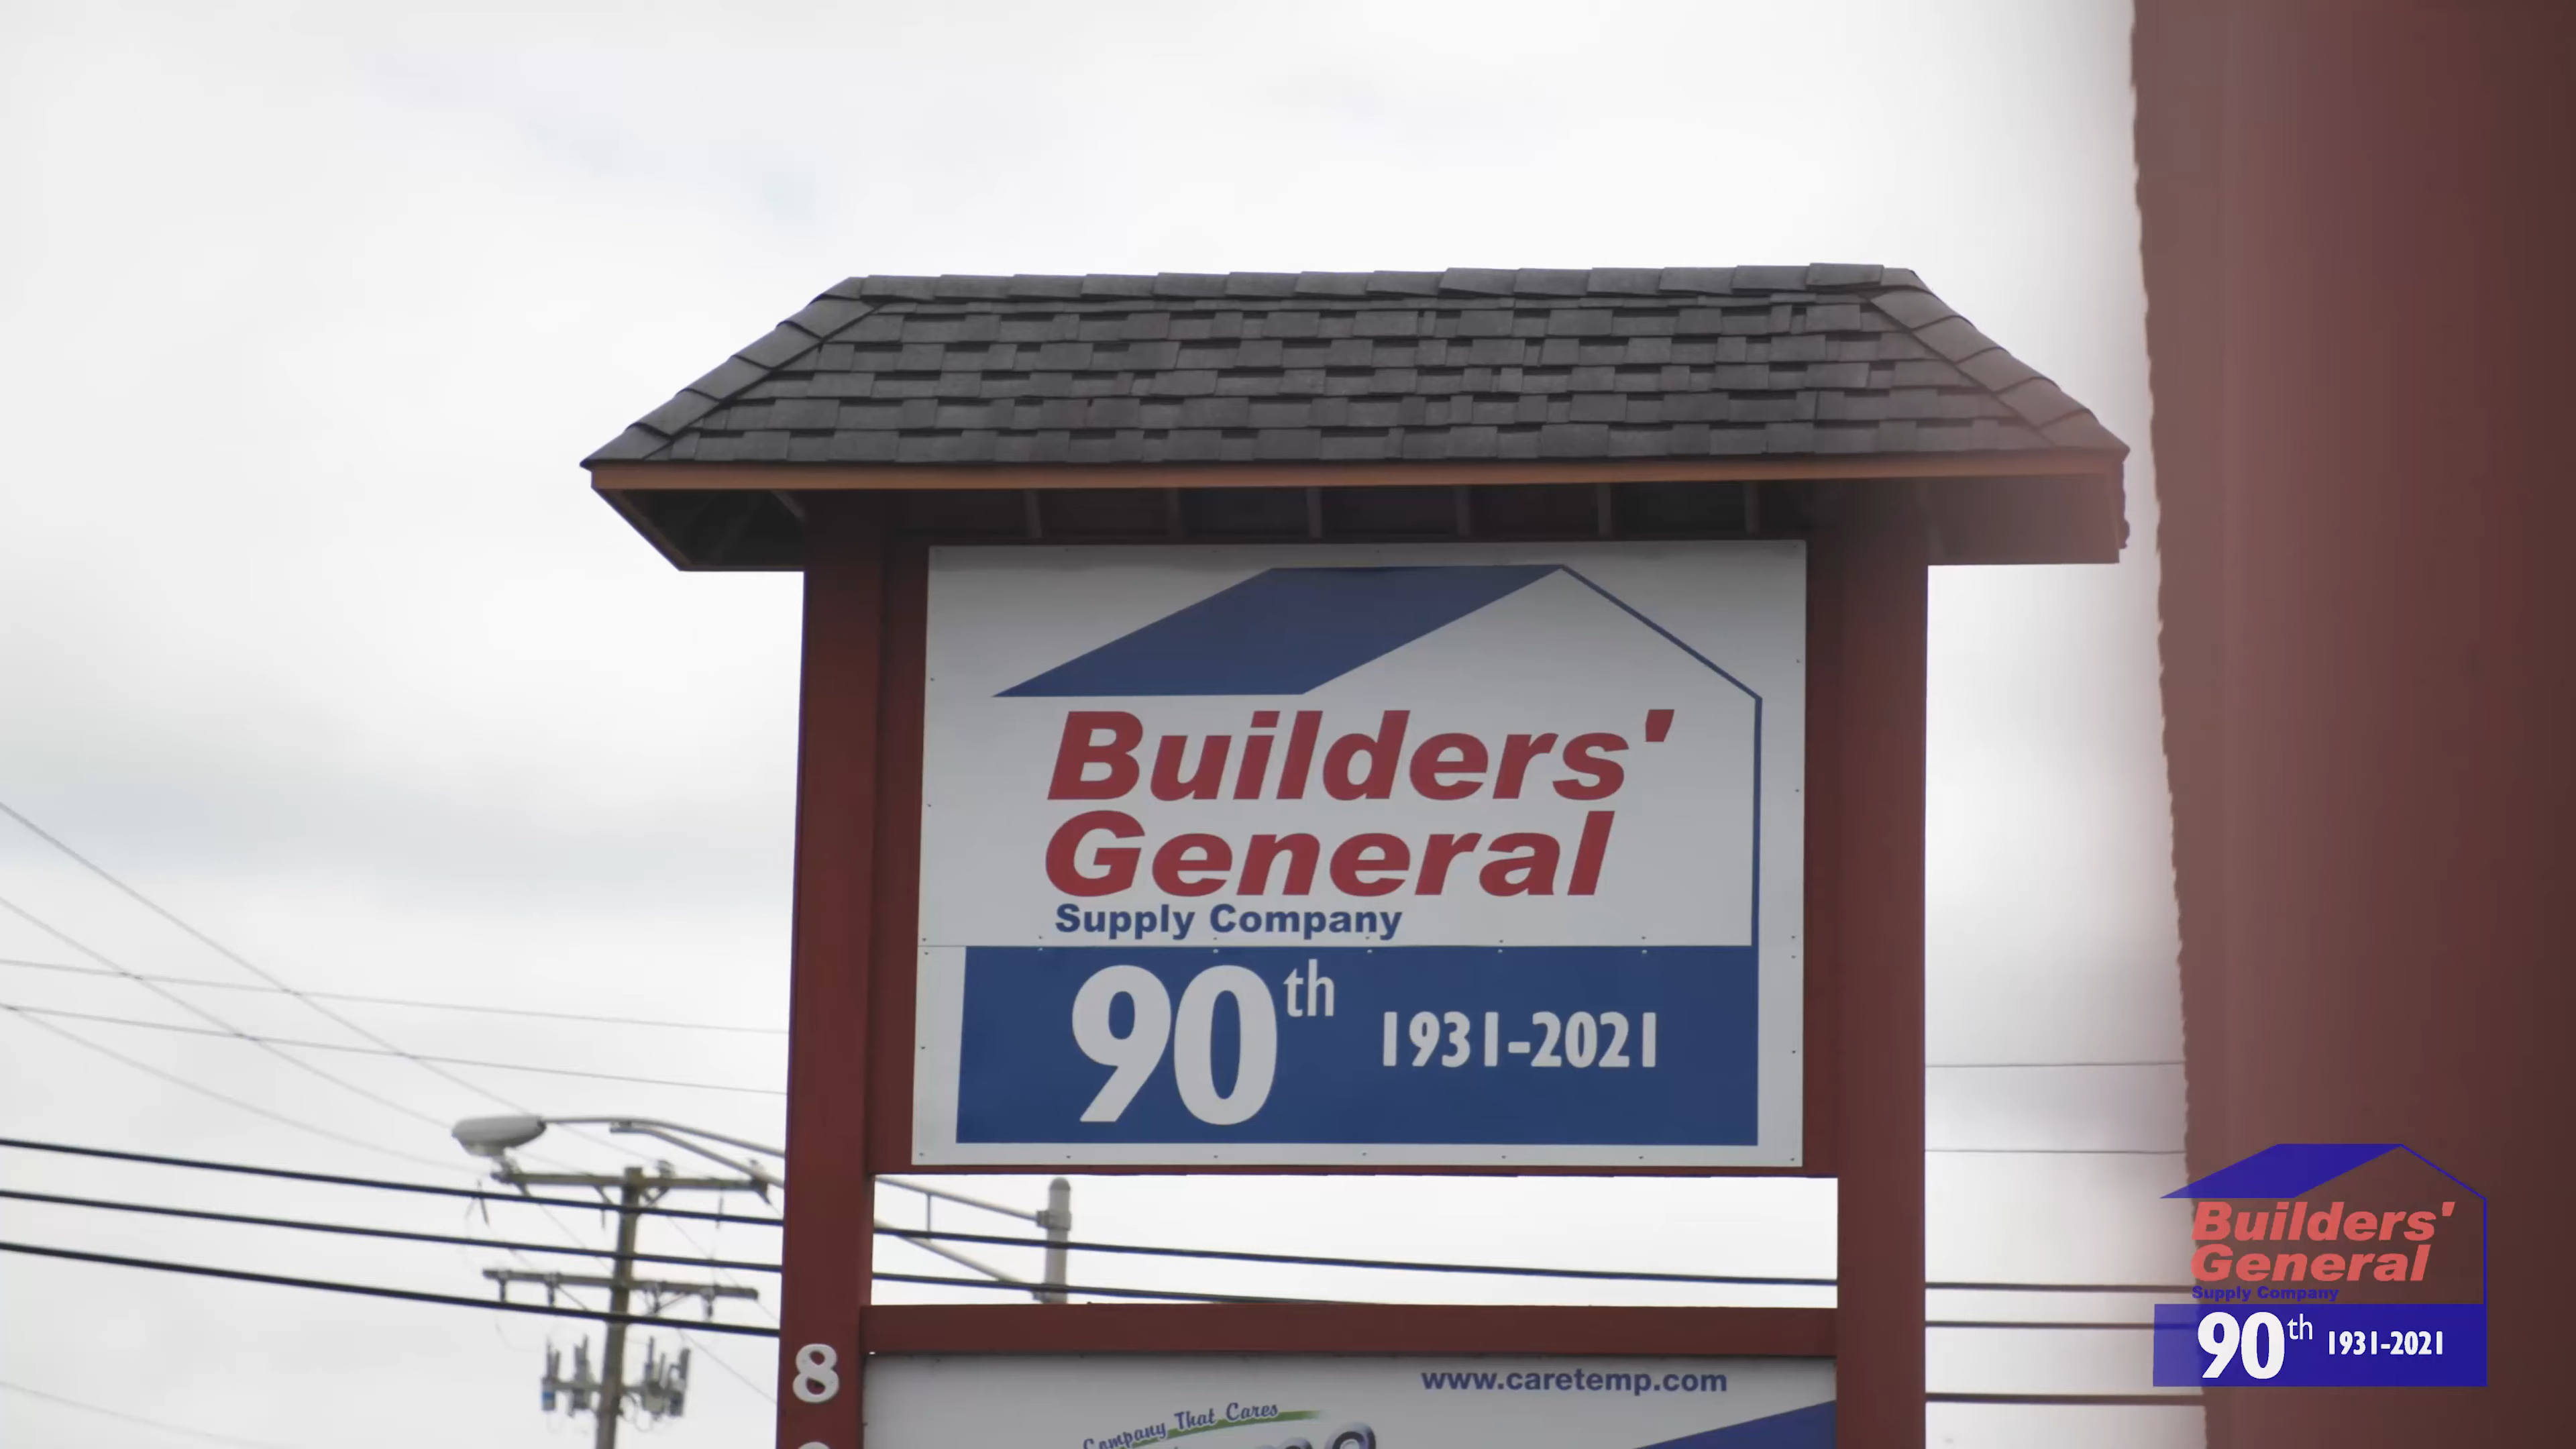 Builders'
General
Supply Company
90th 1931-2021
8
www.caretemp.com
Company That Cares
Builders'
General
Supply Company
90th 1931-2021